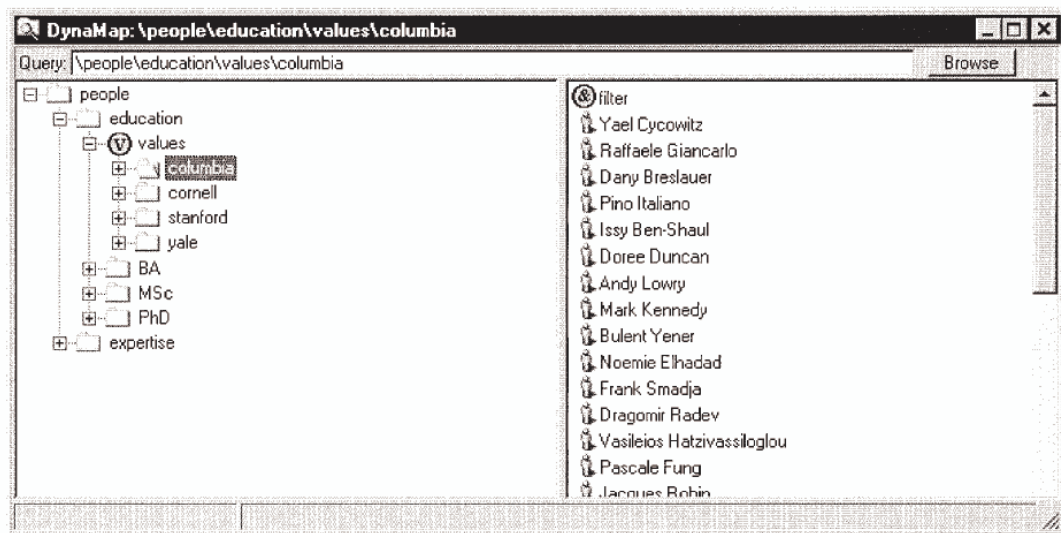 DynaMap: \people\education\values\columbia
Query: \people\education\values\columbia
Browse
people
education
V values
columbia
cornell
stanford
yale
BA
MSc
PhD
expertise
& filter
Yael Cycowitz
Raffaele Giancarlo
Dany Breslauer
Pino Italiano
Issy Ben-Shaul
Doree Duncan
Andy Lowry
Mark Kennedy
Bulent Yener
Noemie Elhadad
Frank Smadja
Dragomir Radev
Vasileios Hatzivassiloglou
Pascale Fung
Jacques Robin